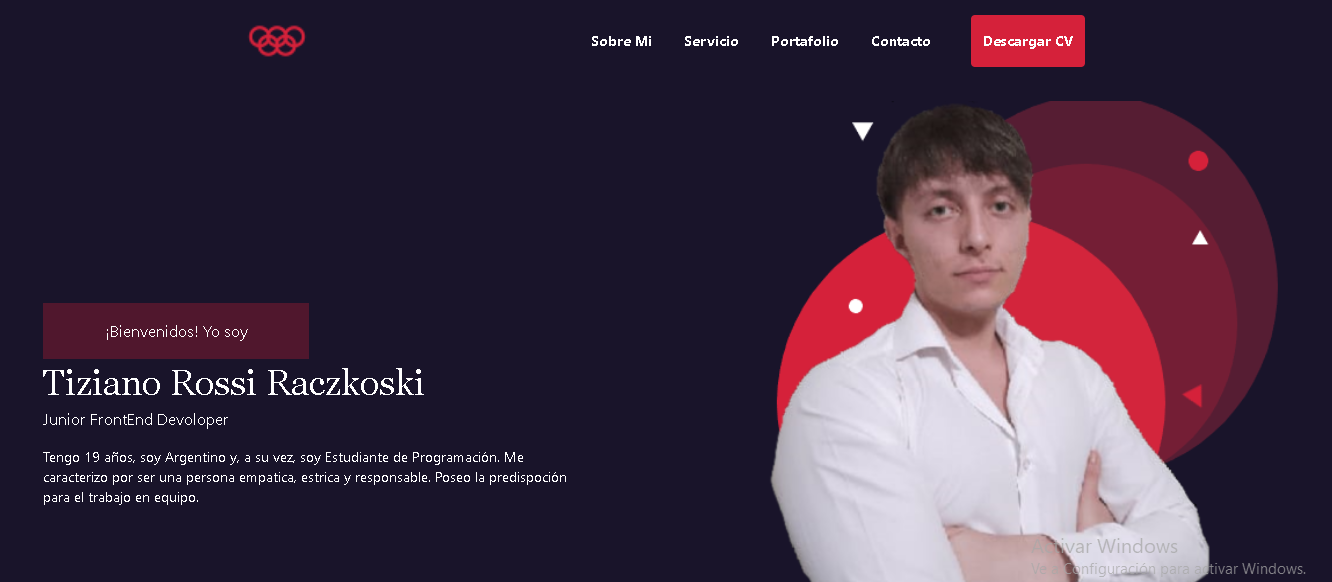 Sobre Mi Servicio Portafolio Contacto Descargar CV
¡Bienvenidos! Yo soy
Tiziano Rossi Raczkoski
Junior FrontEnd Devoloper
Tengo 19 años, soy Argentino y, a su vez, soy Estudiante de Programación. Me
caracterizo por ser una persona empatica, estrica y responsable. Poseo la predispoción
para el trabajo en equipo.
Activar Windows
Ve a Configuración para activar Windows.